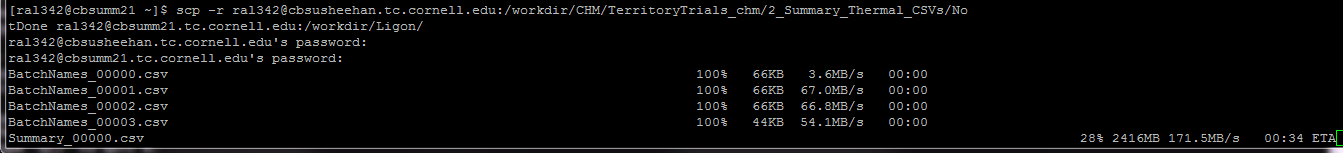 [ral342@cbsumm21 ~]$ scp -r ral342@cbsusheehan.tc.cornell.edu:/workdir/CHM/TerritoryTrials_chm/2_Summary_Thermal_CSVs/No
tDone ral342@cbsumm21.tc.cornell.edu:/workdir/Ligon/
ral342@cbsusheehan.tc.cornell.edu's password:
ral342@cbsumm21.tc.cornell.edu's password:
BatchNames_00000.csv 100% 66KB 3.6MB/s 00:00
BatchNames_00001.csv 100% 66KB 67.0MB/s 00:00
BatchNames_00002.csv 100% 66KB 66.8MB/s 00:00
BatchNames_00003.csv 100% 44KB 54.1MB/s 00:00
Summary_00000.csv 28% 2416MB 171.5MB/s 00:34 ETA